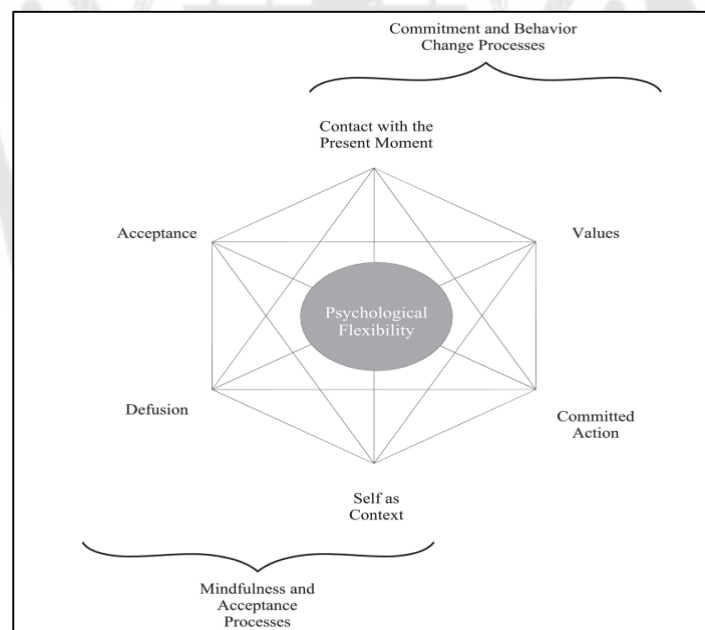 Commitment and Behavior
Change Processes
Contact with the
Present Moment
Acceptance
Values
Psychological
Flexibility
Defusion
Committed
Action
Self as
Context
Mindfulness and
Acceptance
Processes